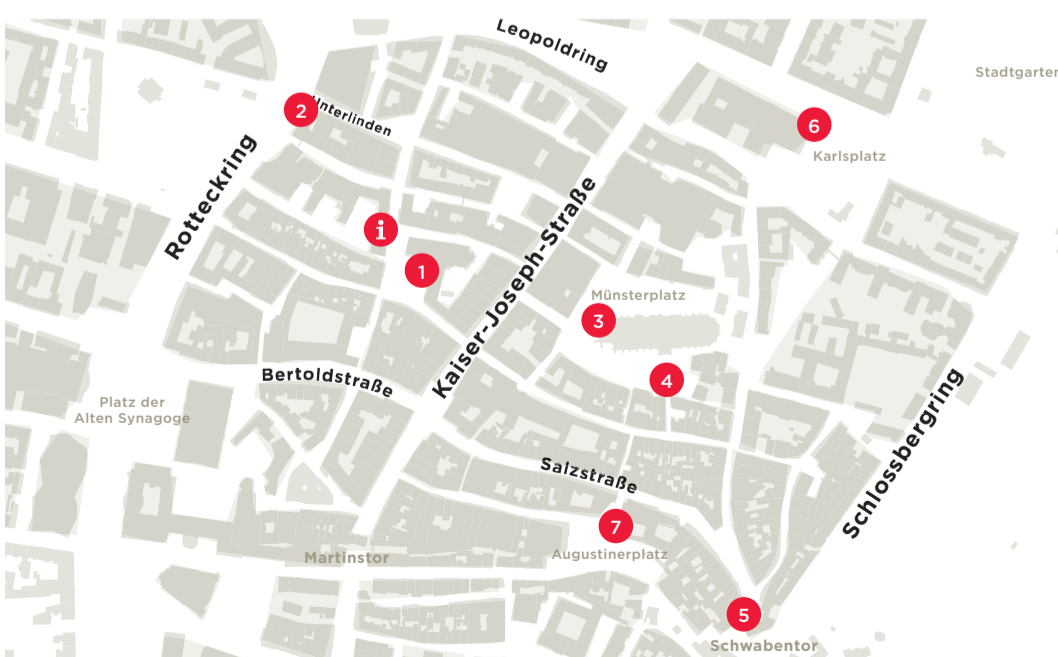 Leopoldring
Stadtgarten
2
Unterlinden
6
Karlsplatz
Rotteckring
Kaiser-Joseph-Straße
i
1
Münsterplatz
3
4
Bertoldstraße
Platz der
Alten Synagoge
Schlossbergring
Salzstraße
7
Augustinerplatz
Martinstor
5
Schwabentor